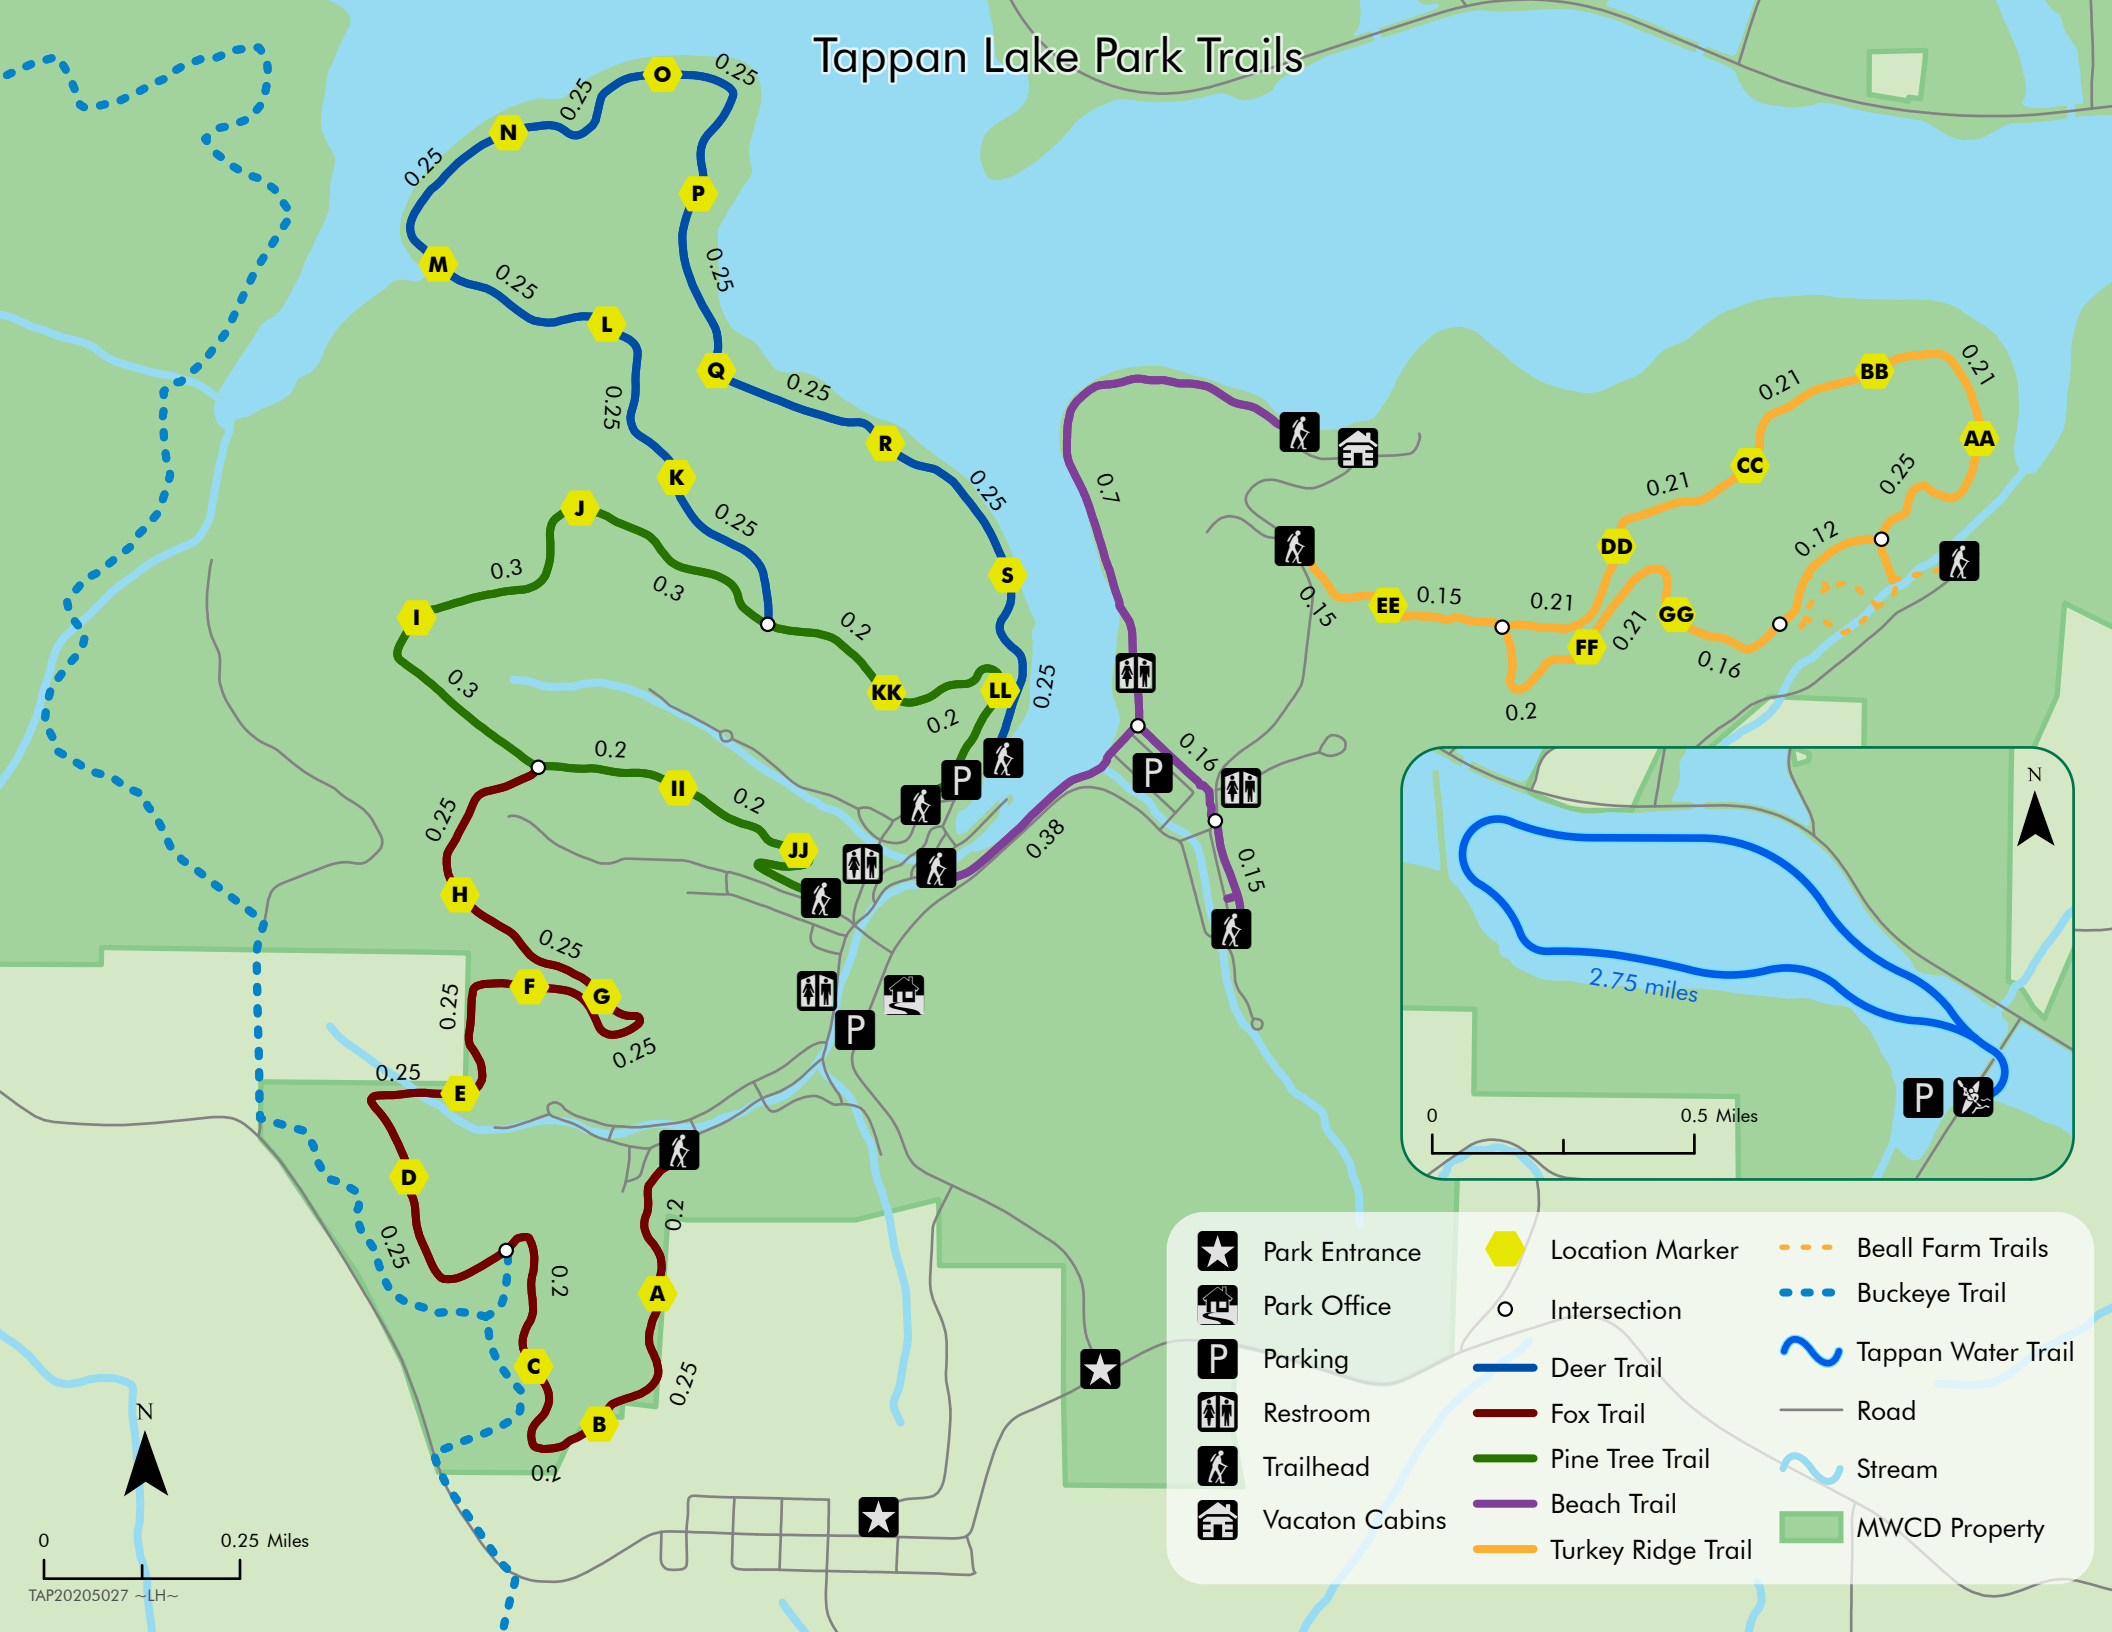 Tappan Lake Park Trails
O
0.25
0.25
N
0.25
P
M
0.25
0.25
L
Q
0.25
0.25
R
K
0.25
0.25
J
S
0.3
0.3
I
0.2
0.3
KK
LL
0.25
0.2
0.2
II
0.2
JJ
0.25
H
0.25
F
G
0.25
0.25
0.25
E
D
0.25
0.2
0.2
A
C
0.25
B
0.2
0.7
0.16
0.38
0.15
P
P
P
BB
0.21
0.21
AA
CC
0.25
0.21
DD
0.12
0.15
EE
0.15
0.21
GG
FF
0.21
0.16
0.2
N
2.75 miles
P
0
0.5 Miles
Park Entrance
Park Office
P
Parking
Restroom
Trailhead
Vacaton Cabins
Location Marker
Intersection
Deer Trail
Fox Trail
Pine Tree Trail
Beach Trail
Turkey Ridge Trail
Beall Farm Trails
Buckeye Trail
Tappan Water Trail
Road
Stream
MWCD Property
N
0
0.25 Miles
TAP20205027 ~LH~